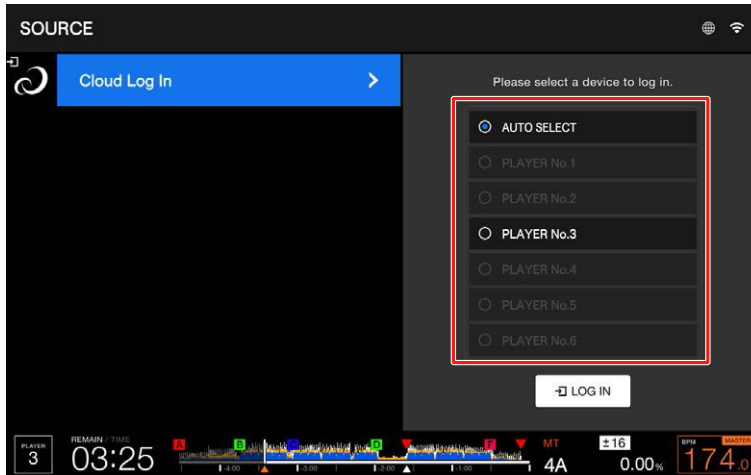 SOURCE
Cloud Log In
Please select a device to log in.
AUTO SELECT
PLAYER No.1
PLAYER No.2
PLAYER No.3
PLAYER No.4
PLAYER No.5
PLAYER No.6
LOG IN
PLAYER
3
REMAIN / TIME
03:25
A
B
C
D
F
-4:00
-3:00
-2:00
-1:00
MT
4A
±16
0.00%
BPM
MASTER
174.0